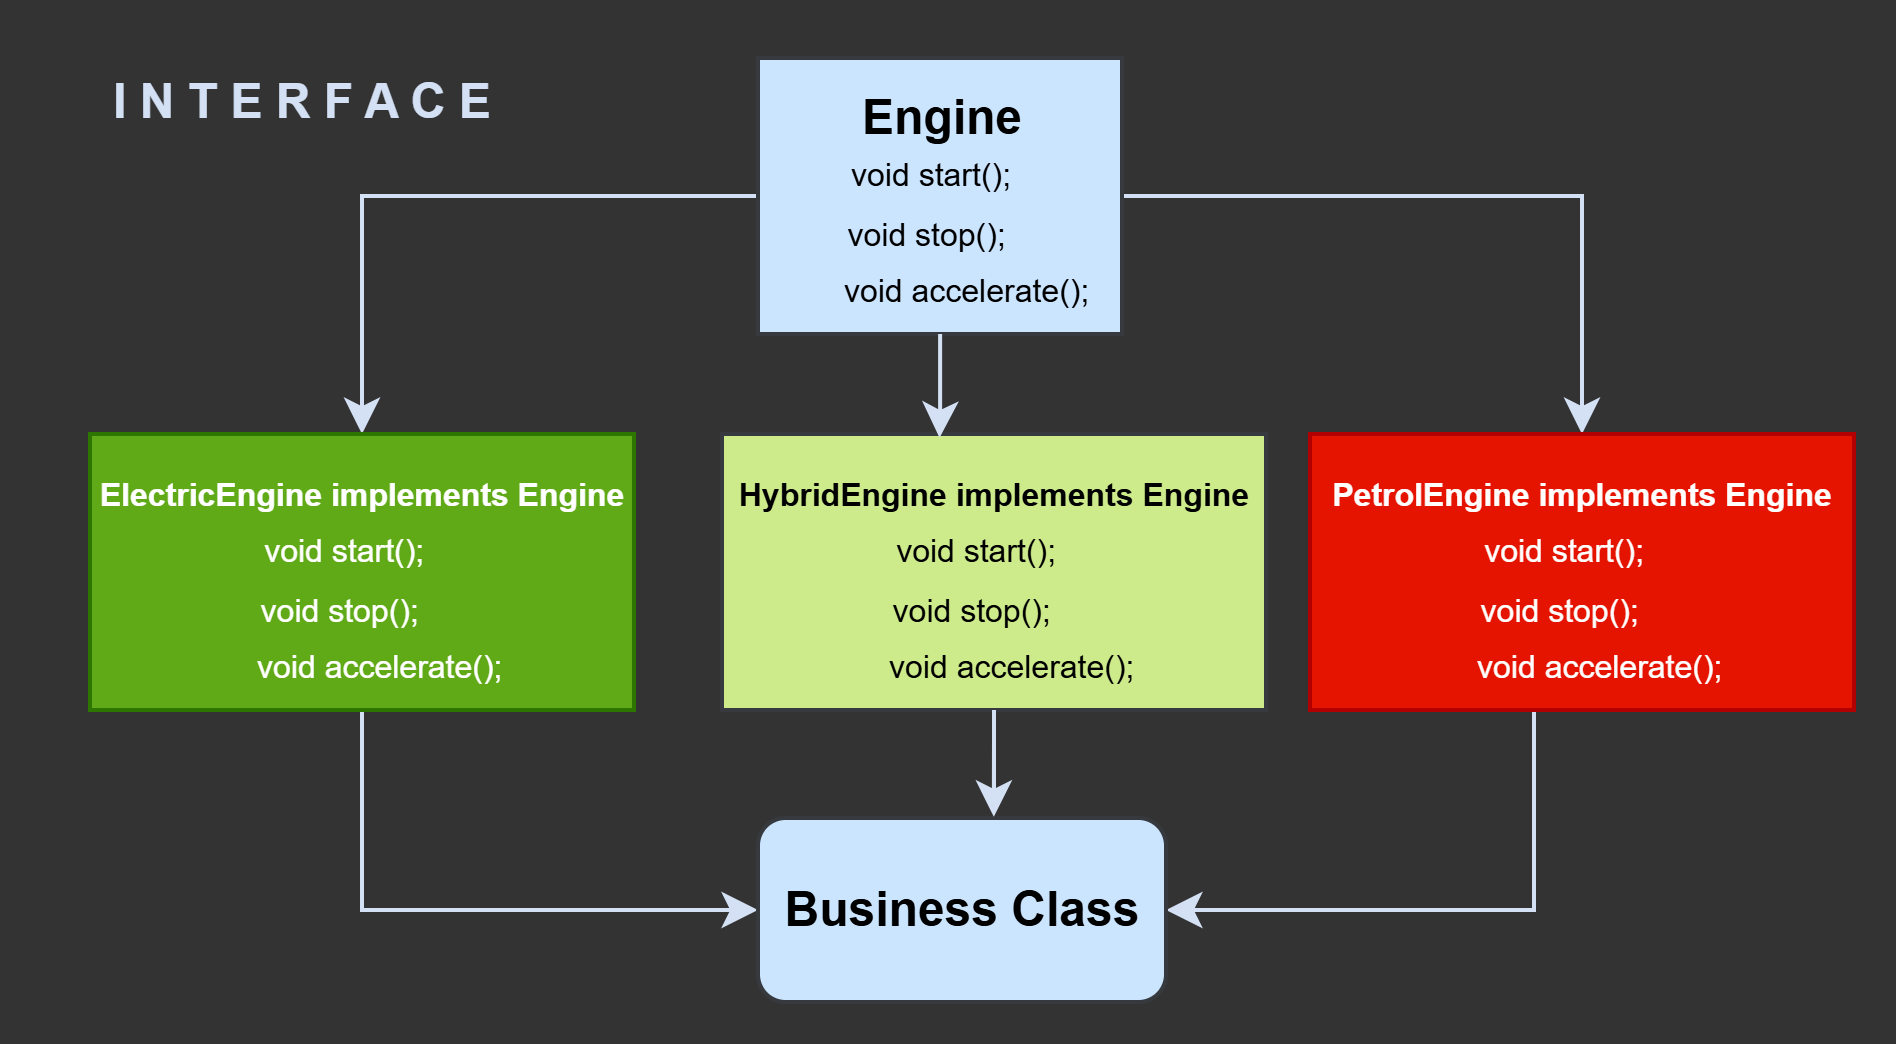 INTERFACE
Engine
void start();
void stop();
void accelerate();
ElectricEngine implements Engine
void start();
void stop();
void accelerate();
HybridEngine implements Engine
void start();
void stop();
void accelerate();
PetrolEngine implements Engine
void start();
void stop();
void accelerate();
Business Class